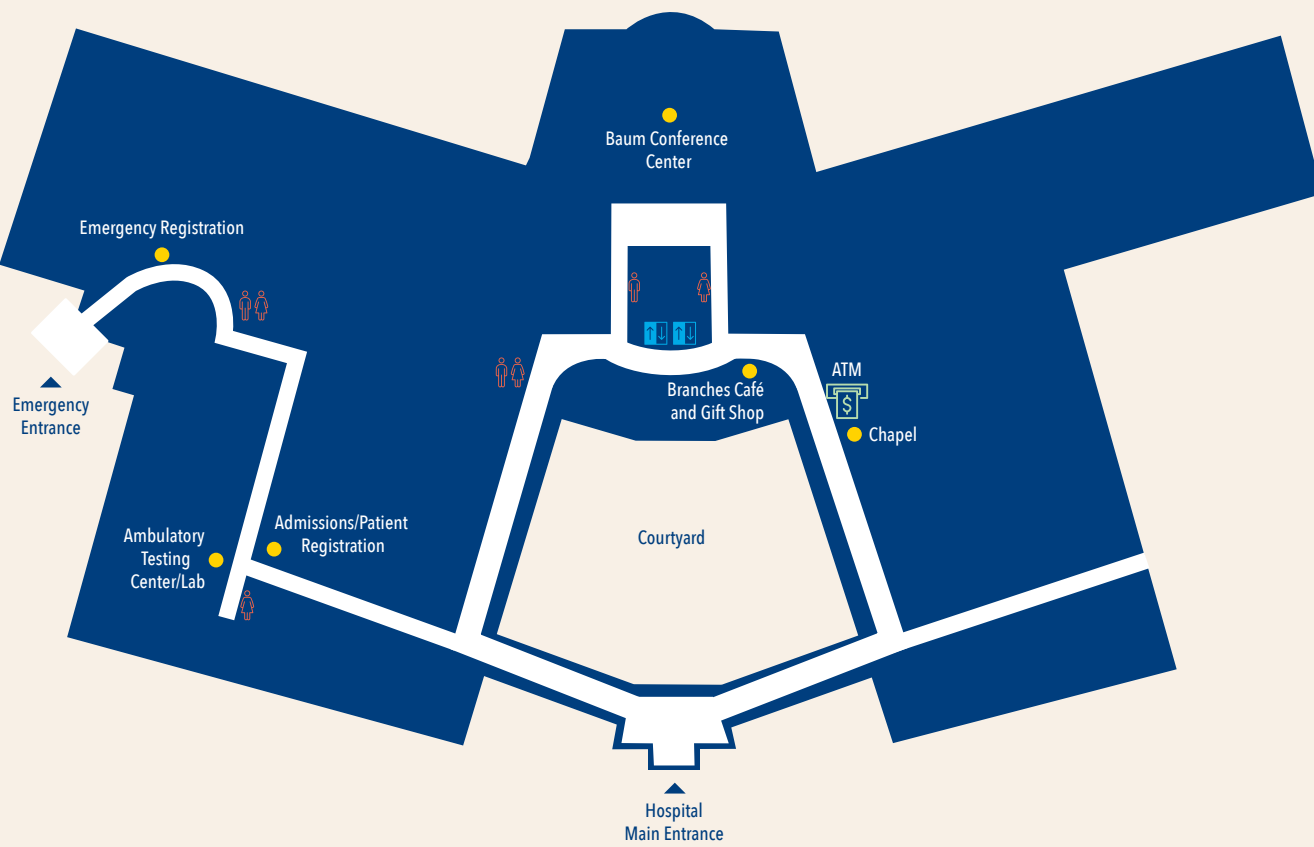 Baum Conference
Center
Emergency Registration
Emergency
Entrance
ATM
$
Branches Café
and Gift Shop
Chapel
Courtyard
Admissions/Patient
Registration
Ambulatory
Testing
Center/Lab
Hospital
Main Entrance